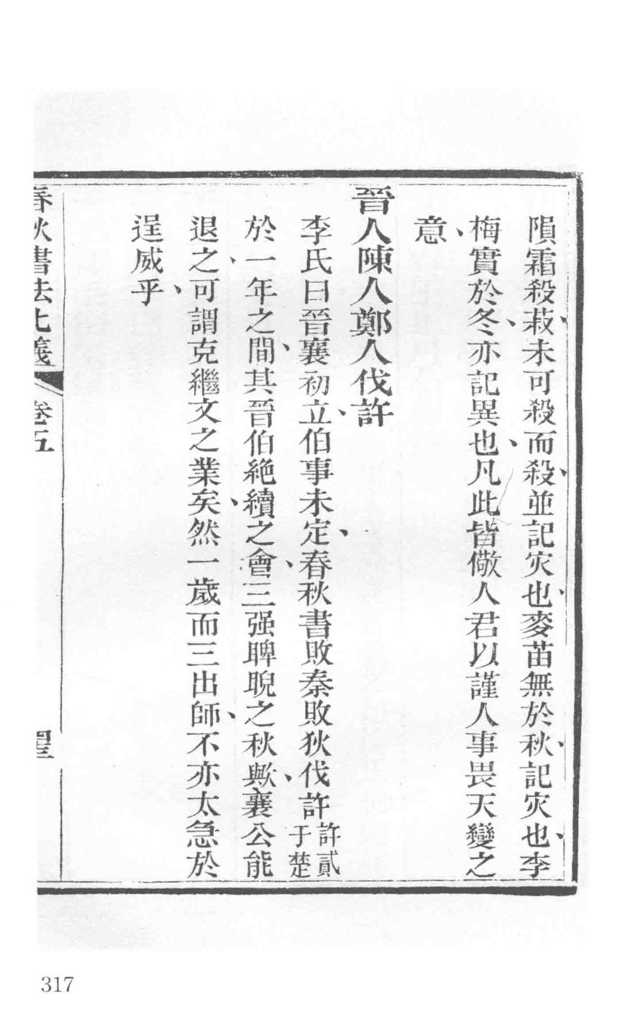 隕霜殺菽、未可殺而殺、並記灾也、麥苗無於秋、記灾也、李
梅實於冬、亦記異也、凡此皆儆人君以謹人事畏天變之
意、
晉人陳人鄭人伐許
李氏曰晉襄初立、伯事未定、春秋書敗秦敗狄伐許許貳于楚
於一年之間、其晉伯絶續之會、三强睥睨之秋歟、襄公能
退之、可謂克繼文之業矣、然一歲而三出師、不亦太急於
逞威乎、
春秋書法比義 卷五
317